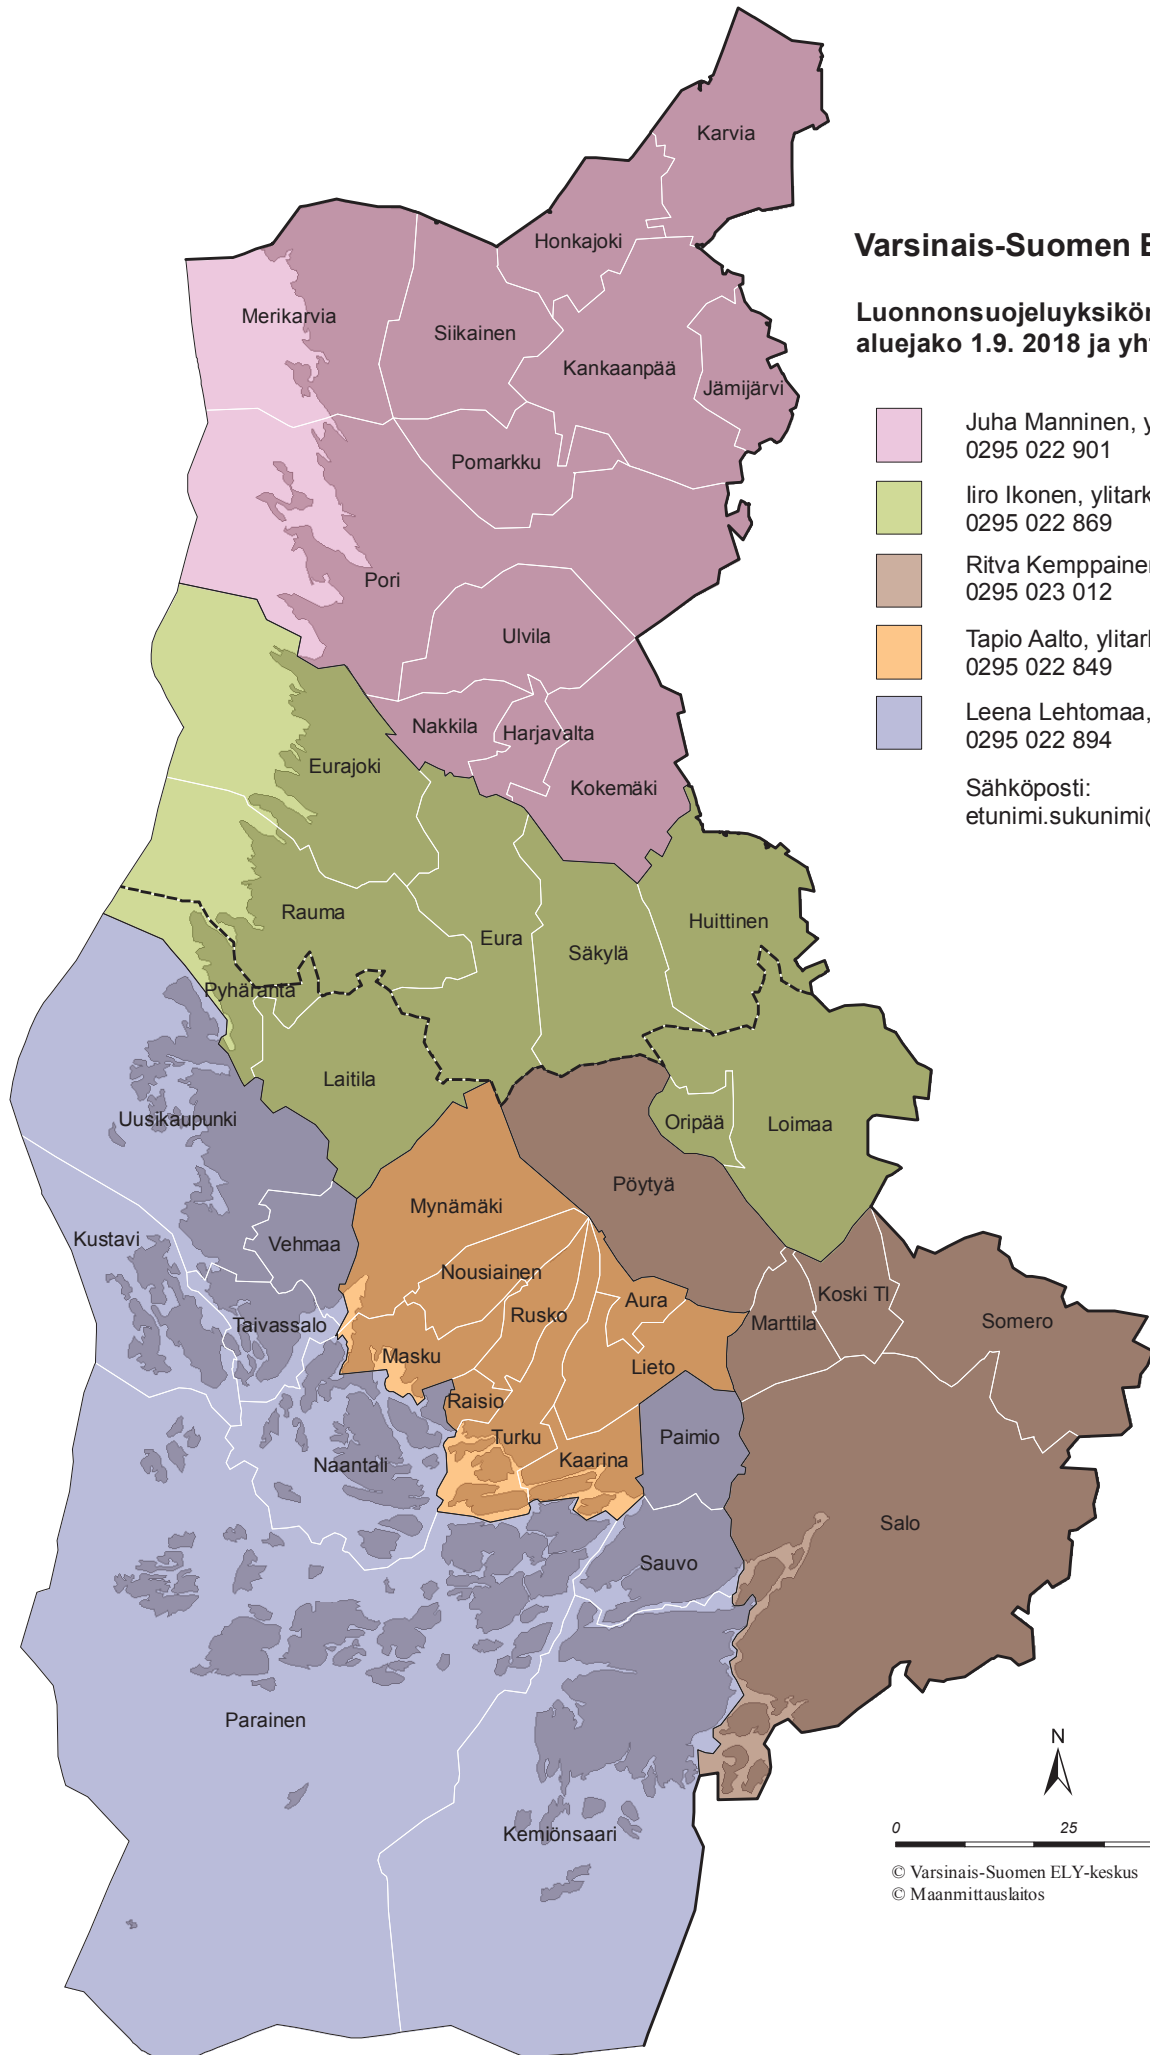 Karvia
Honkajoki
Varsinais-Suomen
Merikarvia
Siikainen
Luonnonsuojeluyksikön
aluejako 1.9. 2018 ja
Kankaanpää
Jämijärvi
Juha Manninen,
0295 022 901
Pomarkku
Iiro Ikonen,
0295 022 869
Pori
Ritva Kemppainen
0295 023 012
Ulvila
Tapio Aalto,
0295 022 849
Nakkila
Harjavalta
Leena Lehtomaa,
0295 022 894
Eurajoki
Kokemäki
Sähköposti:
etunimi.sukunimi@
Rauma
Huittinen
Eura
Säkylä
Pyhäranta
Laitila
Uusikaupunki
Oripää
Loimaa
Pöytyä
Mynämäki
Kustavi
Vehmaa
Nousiainen
Koski Tl
Aura
Rusko
Taivassalo
Marttila
Somero
Masku
Lieto
Raisio
Turku
Paimio
Naantali
Kaarina
Salo
Sauvo
Parainen
N
Kemiönsaari
0 25
© Varsinais-Suomen ELY-keskus
© Maanmittauslaitos